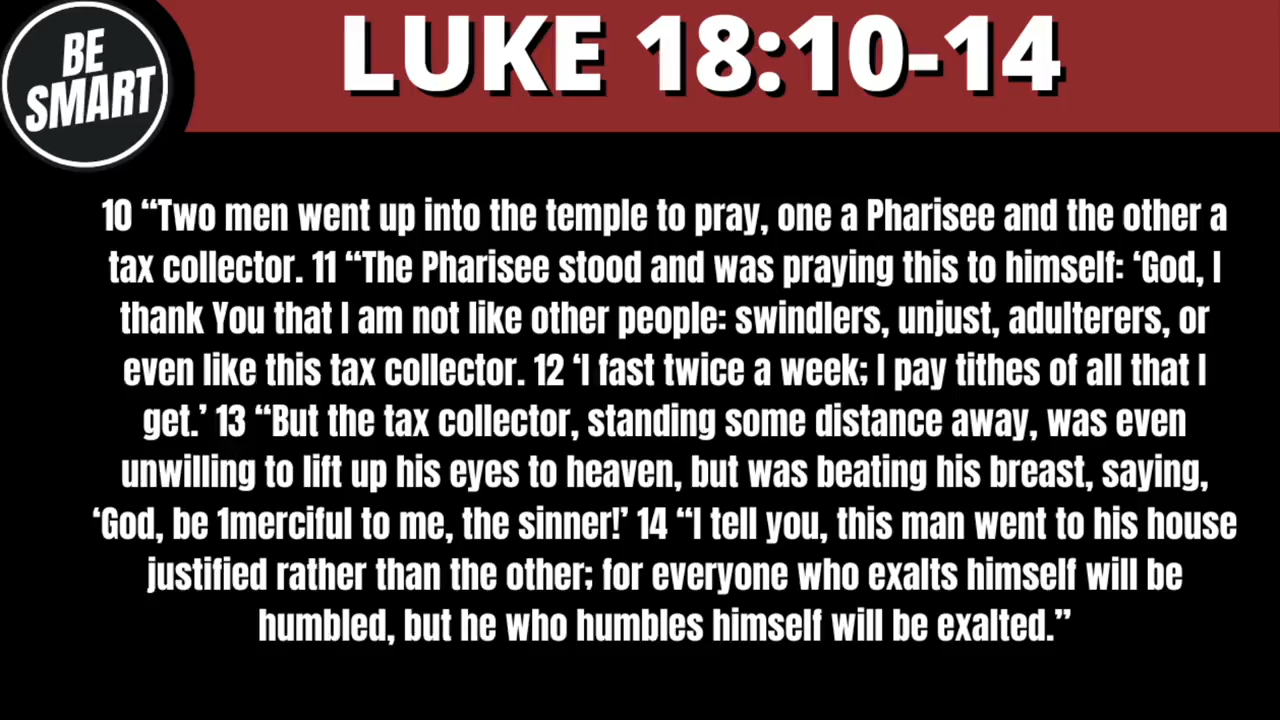 BE
SMART
LUKE 18:10-14
10 “Two men went up into the temple to pray, one a Pharisee and the other a
tax collector. 11 “The Pharisee stood and was praying this to himself: ‘God, I
thank You that I am not like other people: swindlers, unjust, adulterers, or
even like this tax collector. 12 ‘I fast twice a week; I pay tithes of all that I
get.’ 13 “But the tax collector, standing some distance away, was even
unwilling to lift up his eyes to heaven, but was beating his breast, saying,
‘God, be 1merciful to me, the sinner!’ 14 “I tell you, this man went to his house
justified rather than the other; for everyone who exalts himself will be
humbled, but he who humbles himself will be exalted.”